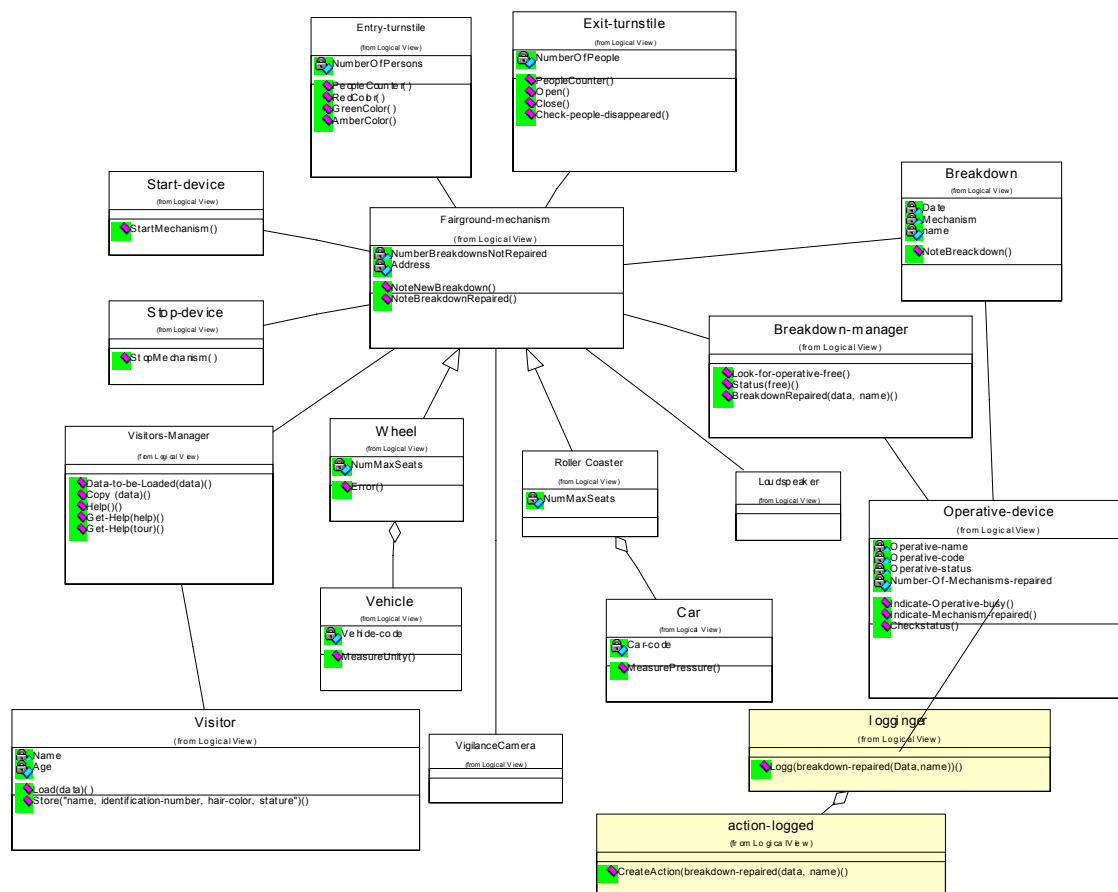 Entry-turnstile
(from Logical View)
NumberOfPersons
PeopleCounter()
RedColor()
GreenColor()
AmberColor()
Exit-turnstile
(from Logical View)
NumberOfPeople
PeopleCounter()
Open()
Close()
Check-people-disappeared()
Start-device
(from Logical View)
StartMechanism()
Fairground-mechanism
(from Logical View)
NumberBreakdownsNotRepaired
Address
NoteNewBreakdown()
NoteBreakdownRepaired()
Breakdown
(from Logical View)
Date
Mechanism
name
NoteBreackdown()
Stop-device
(from Logical View)
StopMechanism()
Breakdown-manager
(from Logical View)
Look-for-operative-free()
Status(free)()
BreakdownRepaired(data, name)()
Visitors-Manager
(from Logical View)
Data-to-be-Loaded(data)()
Copy (data)()
Help()()
Get-Help(help)()
Get-Help(tour)()
Wheel
(from Logical View)
NumMaxSeats
Error()
Roller Coaster
(from Logical View)
NumMaxSeats
Loudspeaker
(from Logical View)
Operative-device
(from Logical View)
Operative-name
Operative-code
Operative-status
Number-Of-Mechanisms-repaired
Indicate-Operative-busy()
Indicate-Mechanism-repaired()
Checkstatus()
Vehicle
(from Logical View)
Vehide-code
MeasureUnity()
Car
(from Logical View)
Car-code
MeasurePressure()
Visitor
(from Logical View)
Name
Age
Load(data)()
Store("name, identification-number, hair-color, stature")()
VigilanceCamera
(from Logical View)
logginger
(from Logical View)
Logg(breakdown-repaired(Data,name))()
action-logged
(from Logical View)
CreateAction(breakdown-repaired(data, name)()